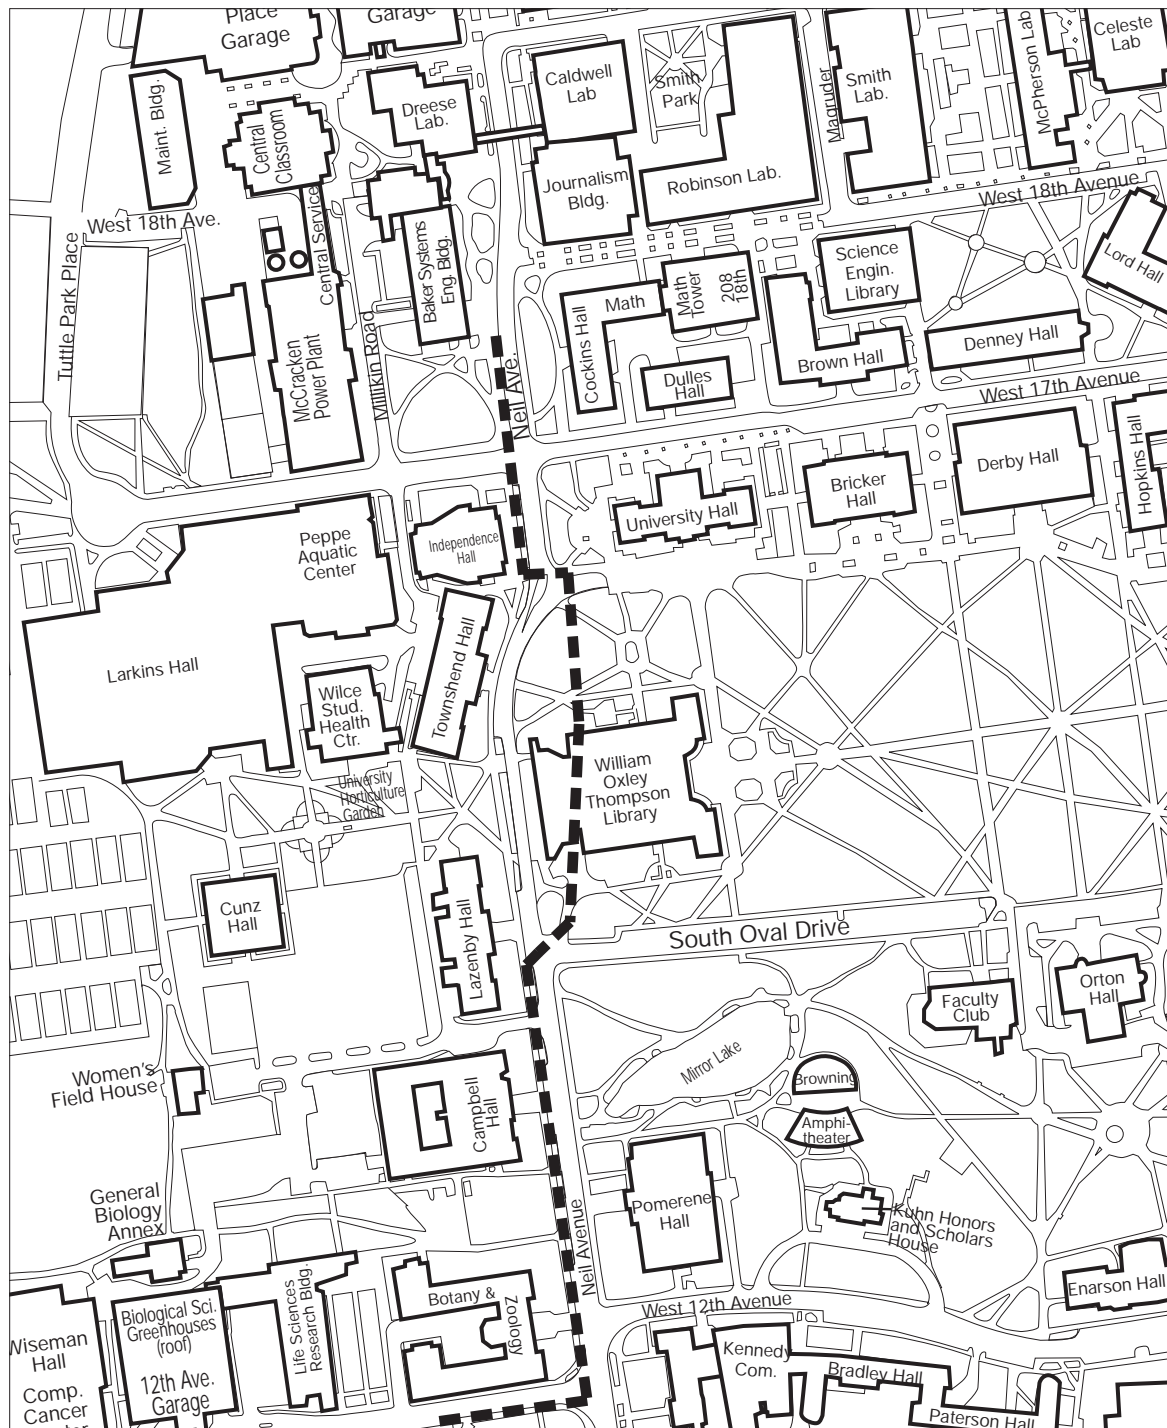 Place
Garage
Garage
Maint. Bldg.
Central
Classroom
Dreese
Lab.
Caldwell
Lab
Smith
Park
Magruder
Smith
Lab.
McPherson Lab
Celeste
Lab
Journalism
Bldg.
Robinson Lab.
West 18th Avenue
West 18th Ave.
Tuttle Park Place
Central Service
Baker Systems
Eng. Bldg.
Millikin Road
McCracken
Power Plant
Neil Ave.
Cockins Hall
Math
Math
Tower
208
18th
Science
Engin.
Library
Lord Hall
Dulles
Hall
Brown Hall
Denney Hall
West 17th Avenue
University Hall
Bricker
Hall
Derby Hall
Hopkins Hall
Peppe
Aquatic
Center
Independence
Hall
Larkins Hall
Townshend Hall
Wilce
Stud.
Health
Ctr.
University
Horticulture
Garden
William
Oxley
Thompson
Library
Cunz
Hall
Lazenby Hall
South Oval Drive
Faculty
Club
Orton
Hall
Mirror Lake
Browning
Amphi-
theater
Women's
Field House
Campbell
Hall
General
Biology
Annex
Pomerene
Hall
Neil Avenue
Kuhn Honors
and Scholars
House
Enarson Hall
West 12th Avenue
Wiseman
Hall
Comp.
Cancer
Biological Sci.
Greenhouses
(roof)
12th Ave.
Garage
Life Sciences
Research Bldg.
Botany &
Zoology
Kennedy
Com.
Bradley Hall
Paterson Hall